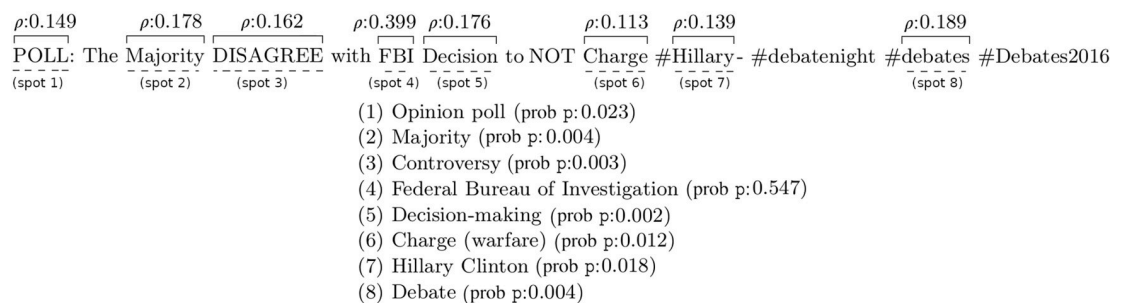 ρ:0.149 ρ:0.178 ρ:0.162 ρ:0.399 ρ:0.176 ρ:0.113 ρ:0.139 ρ:0.189
POLL: The Majority DISAGREE with FBI Decision to NOT Charge #Hillary- #debatenight #debates #Debates2016
(spot 1) (spot 2) (spot 3) (spot 4) (spot 5) (spot 6) (spot 7) (spot 8)
(1) Opinion poll (prob p:0.023)
(2) Majority (prob p:0.004)
(3) Controversy (prob p:0.003)
(4) Federal Bureau of Investigation (prob p:0.547)
(5) Decision-making (prob p:0.002)
(6) Charge (warfare) (prob p:0.012)
(7) Hillary Clinton (prob p:0.018)
(8) Debate (prob p:0.004)